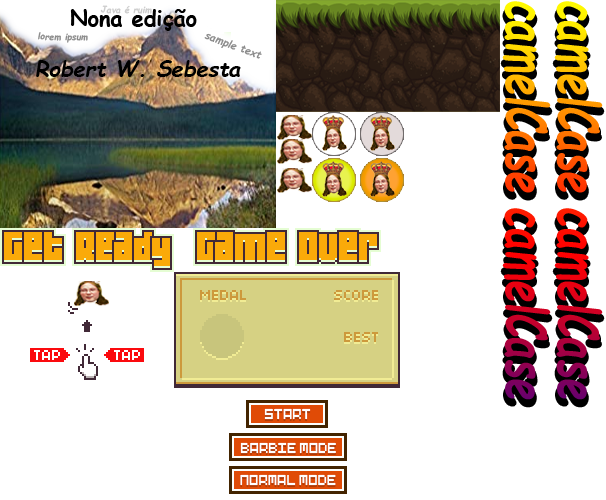 Java é ruim
Nona edição
lorem ipsum
sample text
Robert W. Sebesta
camelCase
camelCase
camelCase
camelCase
Get Ready
Game Over
MEDAL
SCORE
BEST
TAP
TAP
START
BARBIE MODE
NORMAL MODE